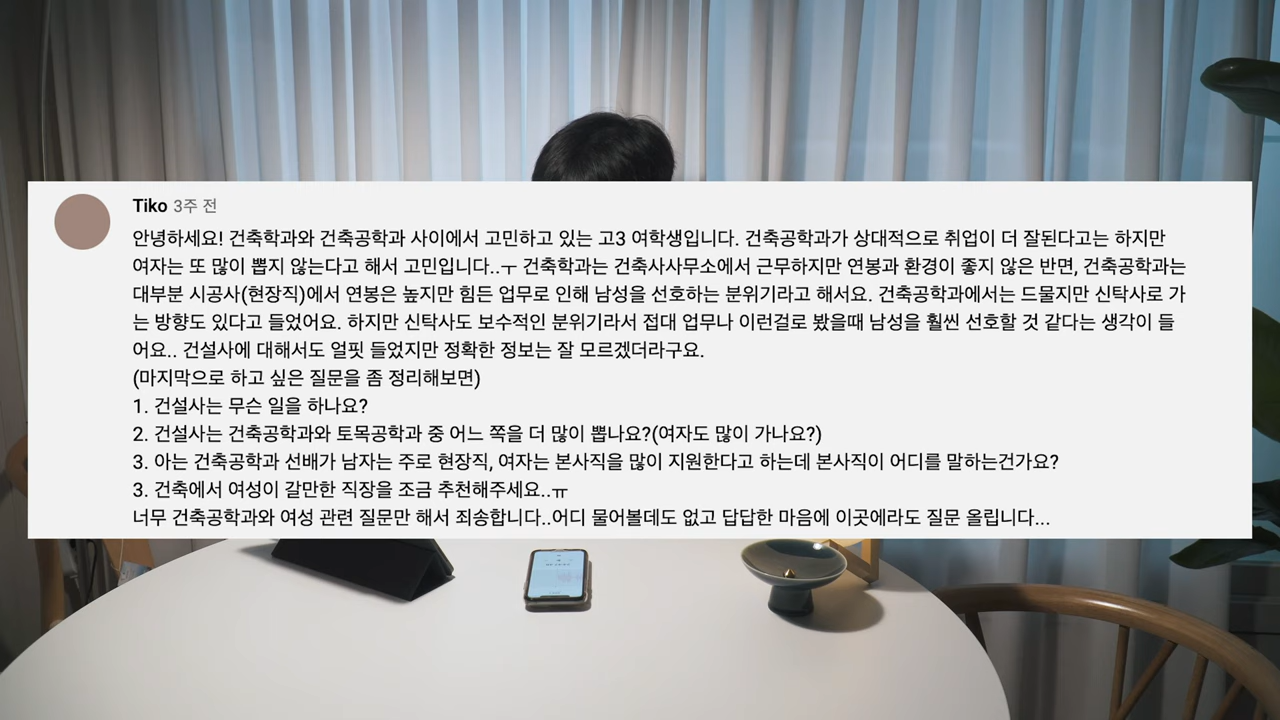 Tiko 3주 전
안녕하세요! 건축학과와 건축공학과 사이에서 고민하고 있는 고3 여학생입니다. 건축공학과가 상대적으로 취업이 더 잘된다고는 하지만
여자는 또 많이 뽑지 않는다고 해서 고민입니다..ㅜ 건축학과는 건축사사무소에서 근무하지만 연봉과 환경이 좋지 않은 반면, 건축공학과는
대부분 시공사(현장직)에서 연봉은 높지만 힘든 업무로 인해 남성을 선호하는 분위기라고 해서요. 건축공학과에서는 드물지만 신탁사로 가
는 방향도 있다고 들었어요. 하지만 신탁사도 보수적인 분위기라서 접대 업무나 이런걸로 봤을때 남성을 훨씬 선호할 것 같다는 생각이 들
어요.. 건설사에 대해서도 얼핏 들었지만 정확한 정보는 잘 모르겠더라구요.
(마지막으로 하고 싶은 질문을 좀 정리해보면)
1. 건설사는 무슨 일을 하나요?
2. 건설사는 건축공학과와 토목공학과 중 어느 쪽을 더 많이 뽑나요?(여자도 많이 가나요?)
3. 아는 건축공학과 선배가 남자는 주로 현장직, 여자는 본사직을 많이 지원한다고 하는데 본사직이 어디를 말하는건가요?
3. 건축에서 여성이 갈만한 직장을 조금 추천해주세요..ㅠ
너무 건축공학과와 여성 관련 질문만 해서 죄송합니다..어디 물어볼데도 없고 답답한 마음에 이곳에라도 질문 올립니다...